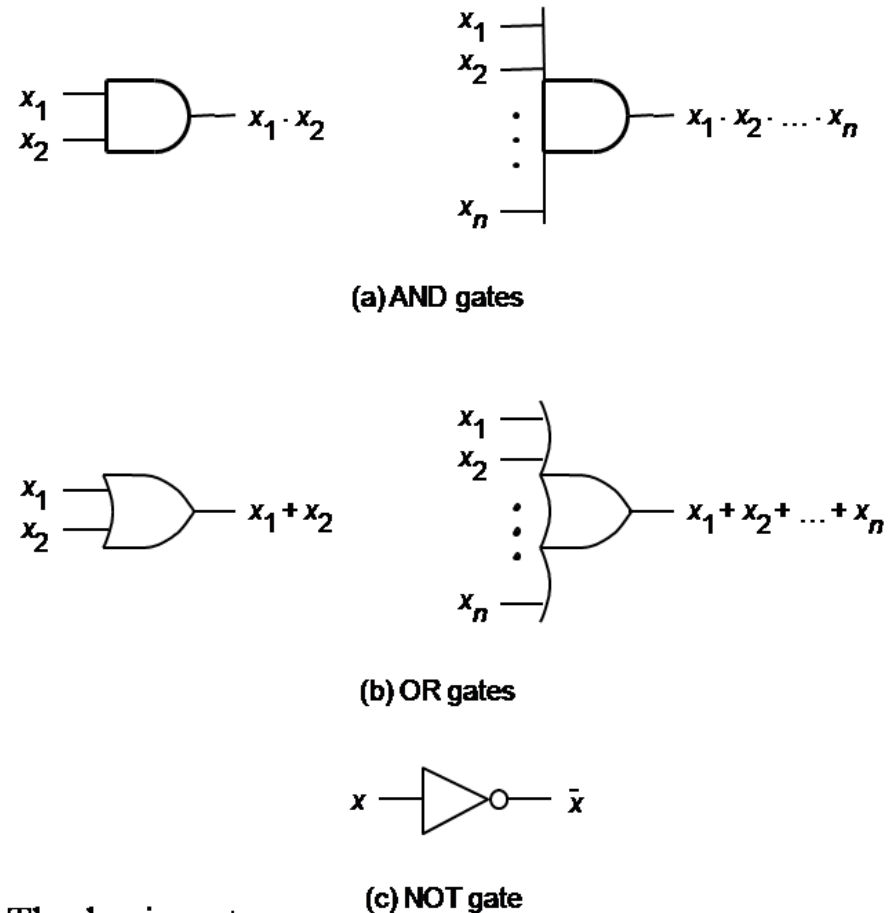 x1
x2
x1 · x2
x1
x2
xn
x1 · x2 · ... · xn
(a) AND gates
x1
x2
x1 + x2
x1
x2
xn
x1 + x2 + ... + xn
(b) OR gates
x
x̄
(c) NOT gate